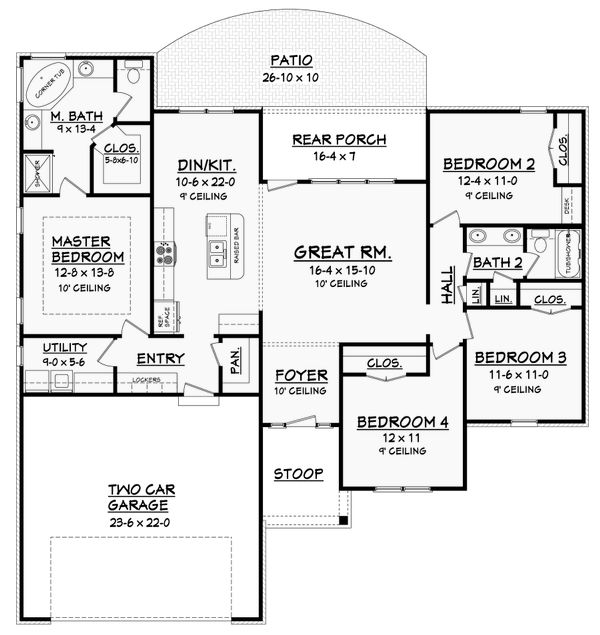 PATIO
26-10 x 10
CORNER TUB
M. BATH
9 x 13-4
CLOS.
5-8x6-10
SHOWER
DIN/KIT.
10-6 x 22-0
9' CEILING
REAR PORCH
16-4 x 7
BEDROOM 2
12-4 x 11-0
9' CEILING
CLOS.
DESK
MASTER
BEDROOM
12-8 x 13-8
10' CEILING
RAISED BAR
GREAT RM.
16-4 x 15-10
10' CEILING
HALL
BATH 2
TUB/SHOWER
LIN.
LIN.
CLOS.
REF.
SPACE
UTILITY
9-0 x 5-6
ENTRY
LOCKERS
PAN.
FOYER
10' CEILING
CLOS.
BEDROOM 3
11-6 x 11-0
9' CEILING
BEDROOM 4
12 x 11
9' CEILING
STOOP
TWO CAR
GARAGE
23-6 x 22-0